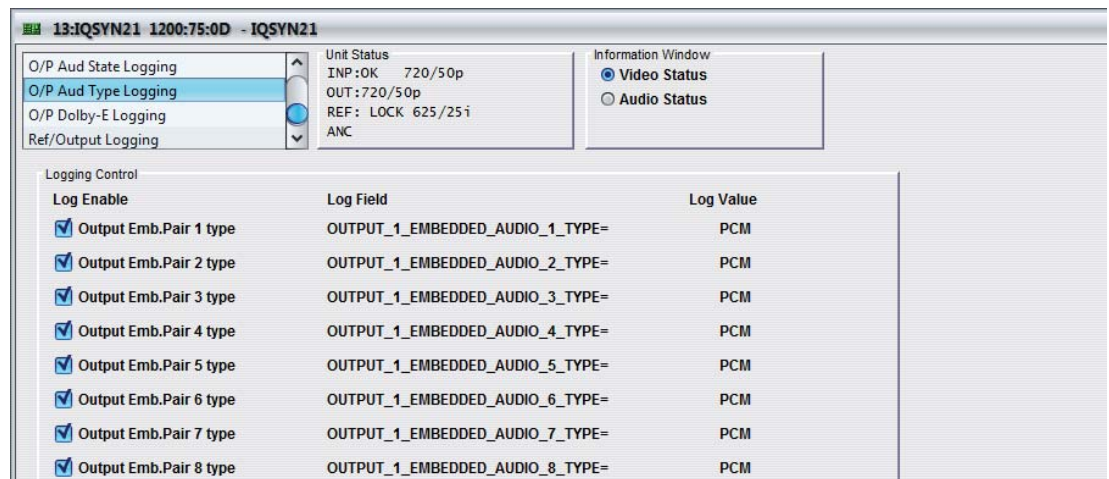 13:IQSYN21 1200:75:0D - IQSYN21
O/P Aud State Logging
O/P Aud Type Logging
O/P Dolby-E Logging
Ref/Output Logging
Unit Status
INP:OK 720/50p
OUT:720/50p
REF: LOCK 625/25i
ANC
Information Window
Video Status
Audio Status
Logging Control
Log Enable Log Field Log Value
Output Emb.Pair 1 type OUTPUT_1_EMBEDDED_AUDIO_1_TYPE= PCM
Output Emb.Pair 2 type OUTPUT_1_EMBEDDED_AUDIO_2_TYPE= PCM
Output Emb.Pair 3 type OUTPUT_1_EMBEDDED_AUDIO_3_TYPE= PCM
Output Emb.Pair 4 type OUTPUT_1_EMBEDDED_AUDIO_4_TYPE= PCM
Output Emb.Pair 5 type OUTPUT_1_EMBEDDED_AUDIO_5_TYPE= PCM
Output Emb.Pair 6 type OUTPUT_1_EMBEDDED_AUDIO_6_TYPE= PCM
Output Emb.Pair 7 type OUTPUT_1_EMBEDDED_AUDIO_7_TYPE= PCM
Output Emb.Pair 8 type OUTPUT_1_EMBEDDED_AUDIO_8_TYPE= PCM